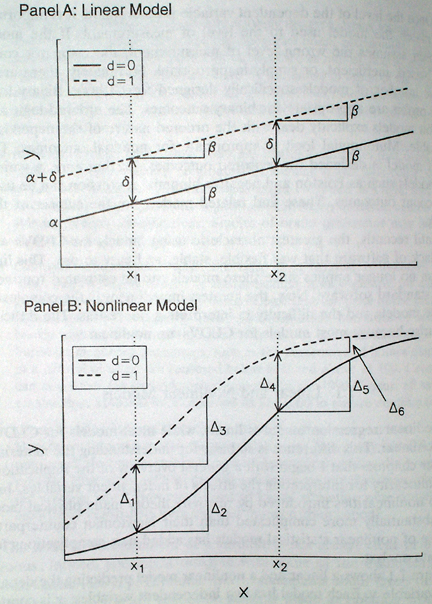 Panel A: Linear Model
d=0
d=1
y
α+δ
α
δ
β
β
δ
β
β
x₁
x₂
Panel B: Nonlinear Model
d=0
d=1
y
Δ₁
Δ₃
Δ₂
Δ₄
Δ₅
Δ₆
x₁
x₂
x